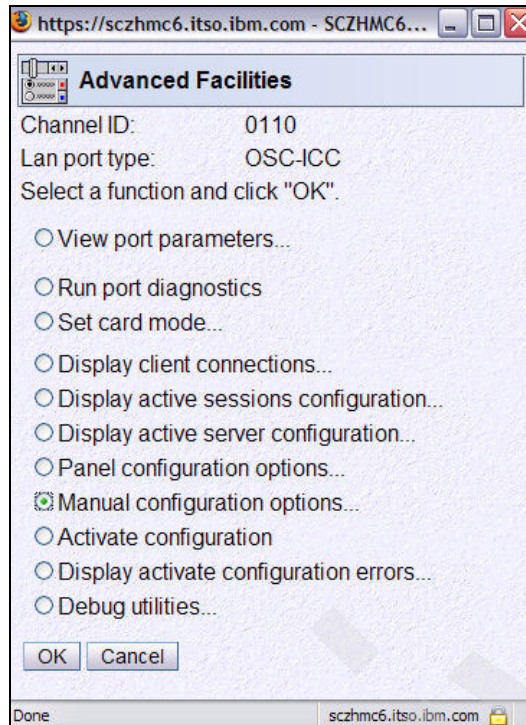 https://sczhmc6.itso.ibm.com - SCZHMC6...
Advanced Facilities
Channel ID: 0110
Lan port type: OSC-ICC
Select a function and click "OK".
View port parameters...
Run port diagnostics
Set card mode...
Display client connections...
Display active sessions configuration...
Display active server configuration...
Panel configuration options...
Manual configuration options...
Activate configuration
Display activate configuration errors...
Debug utilities...
OK Cancel
Done sczhmc6.itso.ibm.com